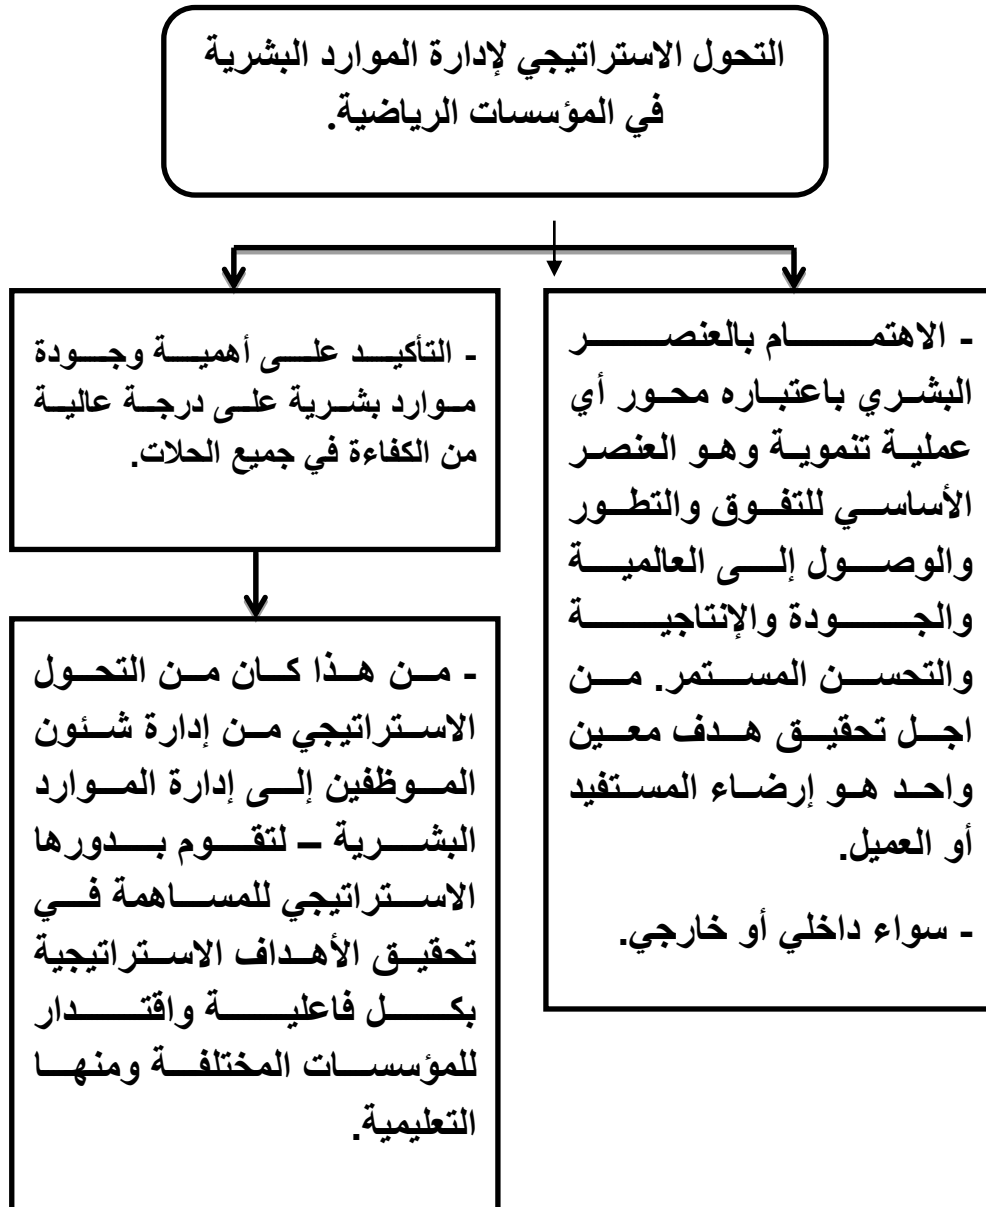 التحول الاستراتيجي لإدارة الموارد البشرية
في المؤسسات الرياضية.
- الاهتمام بالعنصر
البشري باعتباره محور أي
عملية تنموية وهو العنصر
الأساسي للتفوق والتطور
والوصول إلى العالمية
والجودة والإنتاجية
والتحسن المستمر. من
اجل تحقيق هدف معين
واحد هو إرضاء المستفيد
أو العميل.
- سواء داخلي أو خارجي.
- التأكيد على أهمية وجودة
موارد بشرية على درجة عالية
من الكفاءة في جميع الحلات.
- من هذا كان من التحول
الاستراتيجي من إدارة شئون
الموظفين إلى إدارة الموارد
البشرية – لتقوم بدورها
الاستراتيجي للمساهمة في
تحقيق الأهداف الاستراتيجية
بكل فاعلية واقتدار
للمؤسسات المختلفة ومنها
التعليمية.